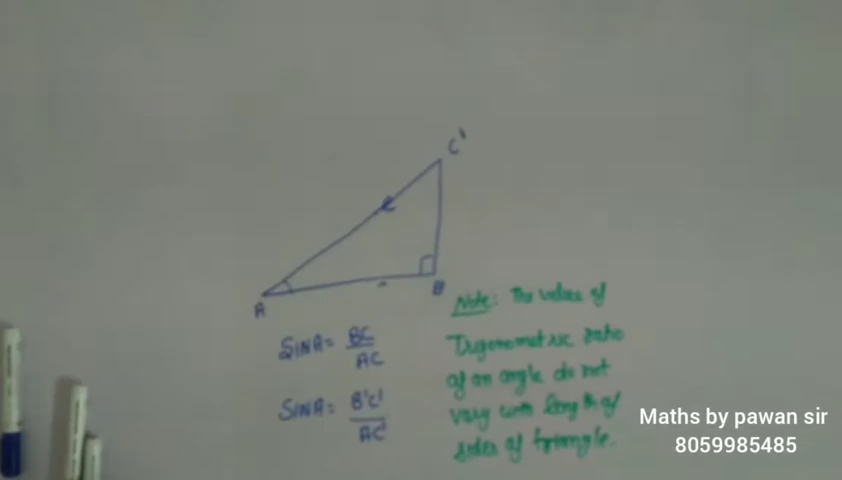 C'
C
A
B
SinA = BC
AC
SinA = B'C'
AC'
Note: The values of
Trigonometric ratio
of an angle do not
vary with length of
sides of triangle.
Maths by pawan sir
8059985485